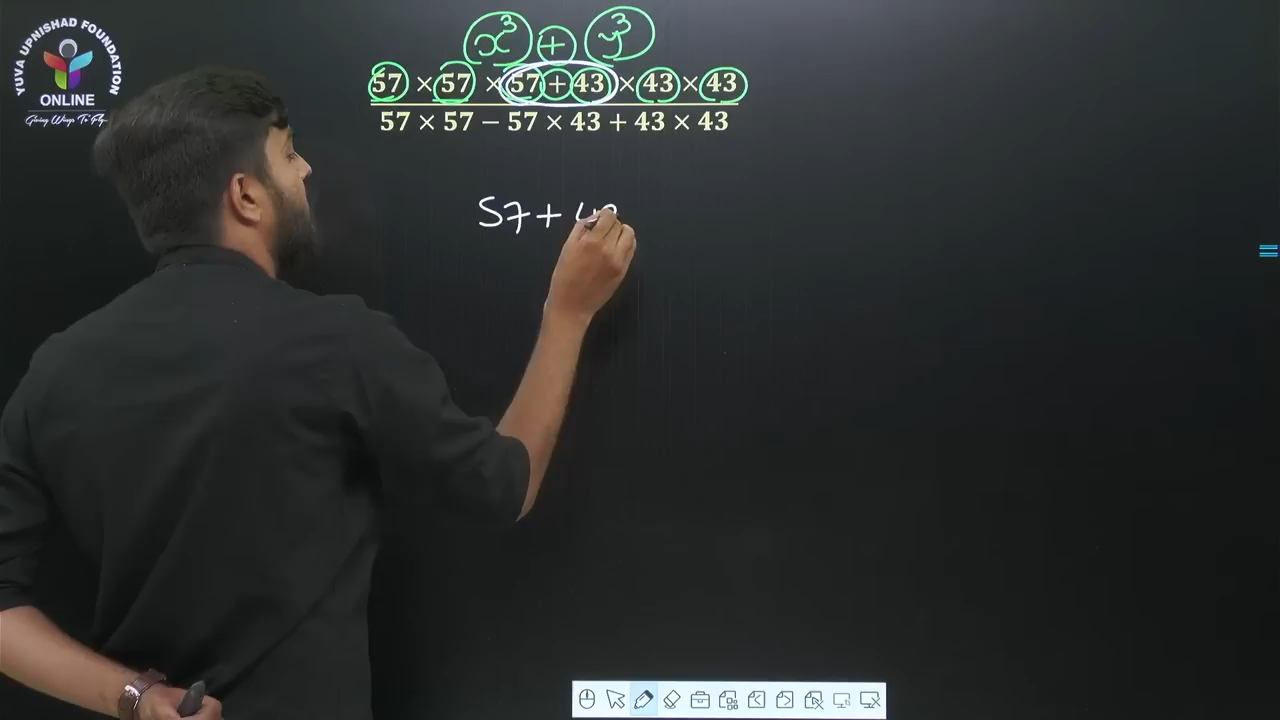 YUVA UPNISHAD FOUNDATION
ONLINE
Giving Wings To Fly
x³ + y³
57 × 57 × 57 + 43 × 43 × 43
57 × 57 − 57 × 43 + 43 × 43
57 + 43